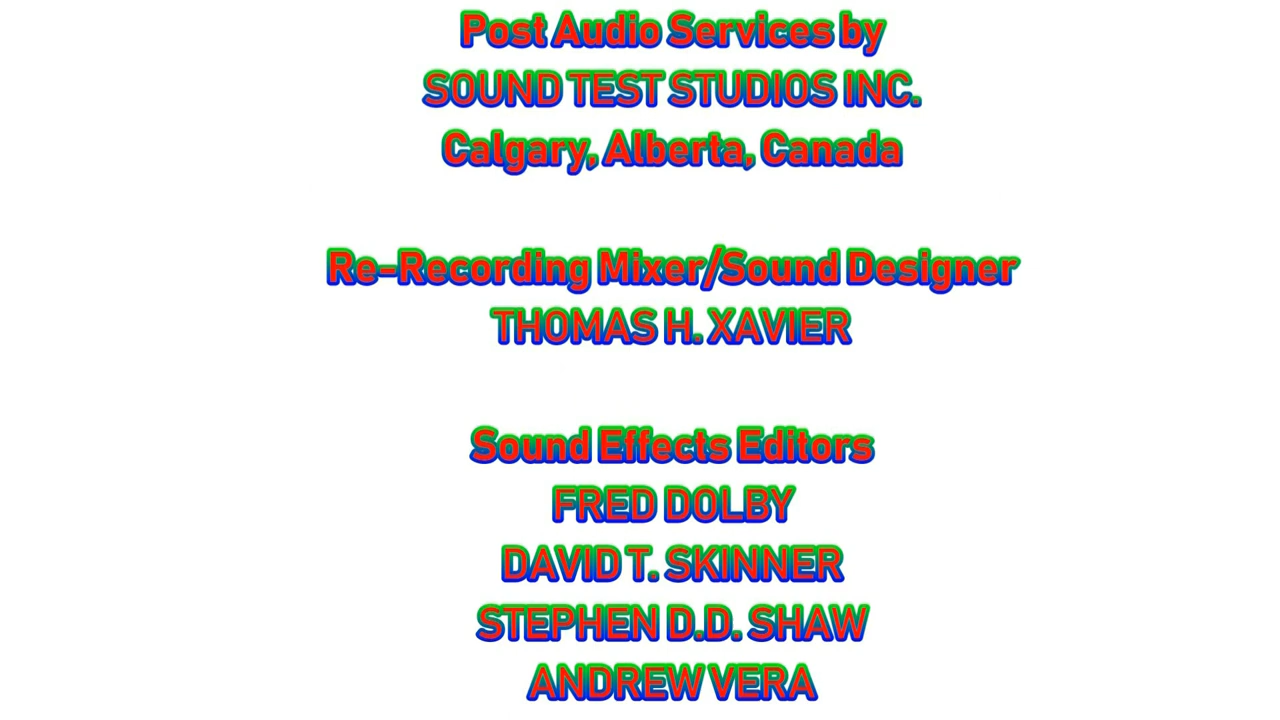 Post Audio Services by
SOUND TEST STUDIOS INC.
Calgary, Alberta, Canada
Re-Recording Mixer/Sound Designer
THOMAS H. XAVIER
Sound Effects Editors
FRED DOLBY
DAVID T. SKINNER
STEPHEN D.D. SHAW
ANDREW VERA